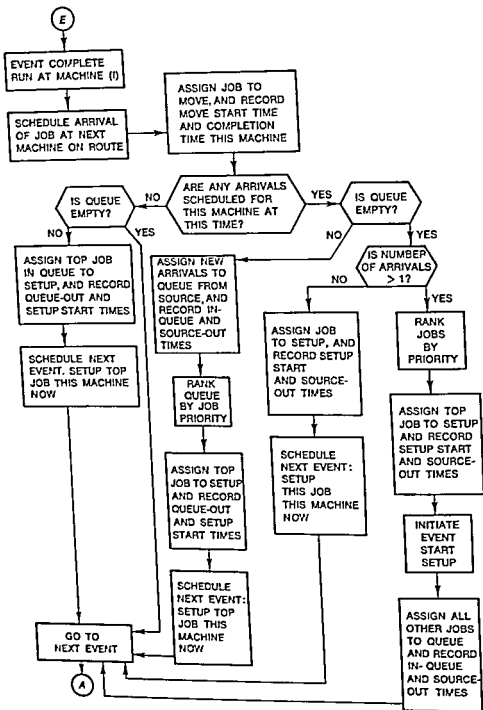 E
EVENT COMPLETE
RUN AT MACHINE (I)
SCHEDULE ARRIVAL
OF JOB AT NEXT
MACHINE ON ROUTE
ASSIGN JOB TO
MOVE, AND RECORD
MOVE START TIME
AND COMPLETION
TIME THIS MACHINE
ARE ANY ARRIVALS
SCHEDULED FOR
THIS MACHINE AT
THIS TIME?
NO
YES
IS QUEUE
EMPTY?
NO
YES
IS QUEUE
EMPTY?
NO
YES
ASSIGN TOP JOB
IN QUEUE TO
SETUP, AND RECORD
QUEUE-OUT AND
SETUP START TIMES
SCHEDULE NEXT
EVENT. SETUP TOP
JOB THIS MACHINE
NOW
ASSIGN NEW
ARRIVALS TO
QUEUE FROM
SOURCE, AND
RECORD IN-
QUEUE AND
SOURCE-OUT
TIMES
RANK
QUEUE
BY JOB
PRIORITY
ASSIGN TOP
JOB TO SETUP
AND RECORD
QUEUE-OUT
AND SETUP
START TIMES
SCHEDULE
NEXT EVENT:
SETUP TOP
JOB THIS
MACHINE
NOW
IS NUMBER
OF ARRIVALS
> 1?
NO
YES
ASSIGN JOB
TO SETUP, AND
RECORD SETUP
START
AND SOURCE-
OUT TIMES
SCHEDULE
NEXT EVENT:
SETUP
THIS JOB
THIS MACHINE
NOW
RANK
JOBS
BY
PRIORITY
ASSIGN TOP
JOB TO SETUP
AND RECORD
SETUP START
AND SOURCE-
OUT TIMES
INITIATE
EVENT
START
SETUP
ASSIGN ALL
OTHER JOBS
TO QUEUE
AND RECORD
IN-QUEUE
AND SOURCE-
OUT TIMES
GO TO
NEXT EVENT
A